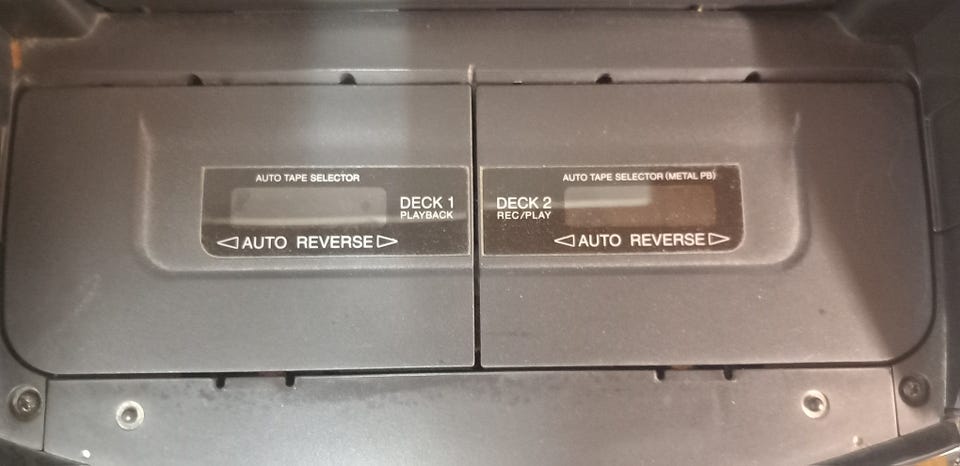 AUTO TAPE SELECTOR
DECK 1
PLAYBACK
◁ AUTO REVERSE ▷
AUTO TAPE SELECTOR (METAL PB)
DECK 2
REC/PLAY
◁ AUTO REVERSE ▷